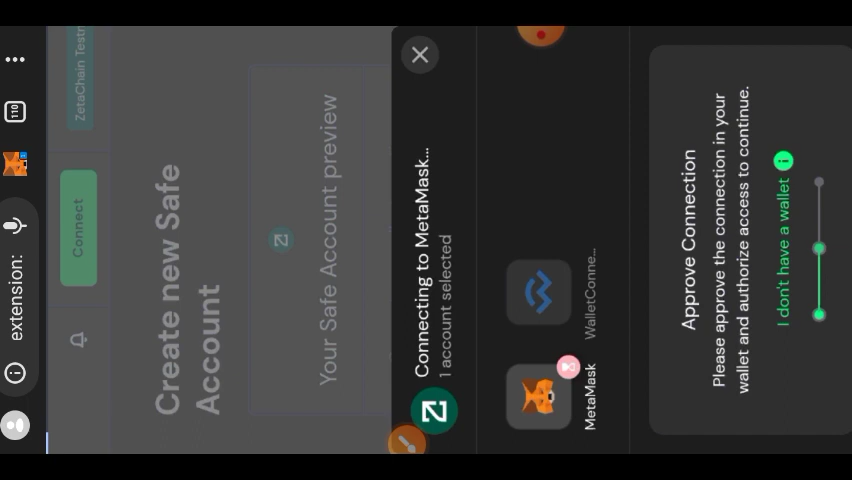 extension:
110
Connect
ZetaChain Testn
Create new Safe
Account
Your Safe Account preview
Connecting to MetaMask...
1 account selected
MetaMask
WalletConne...
Approve Connection
Please approve the connection in your
wallet and authorize access to continue.
I don't have a wallet